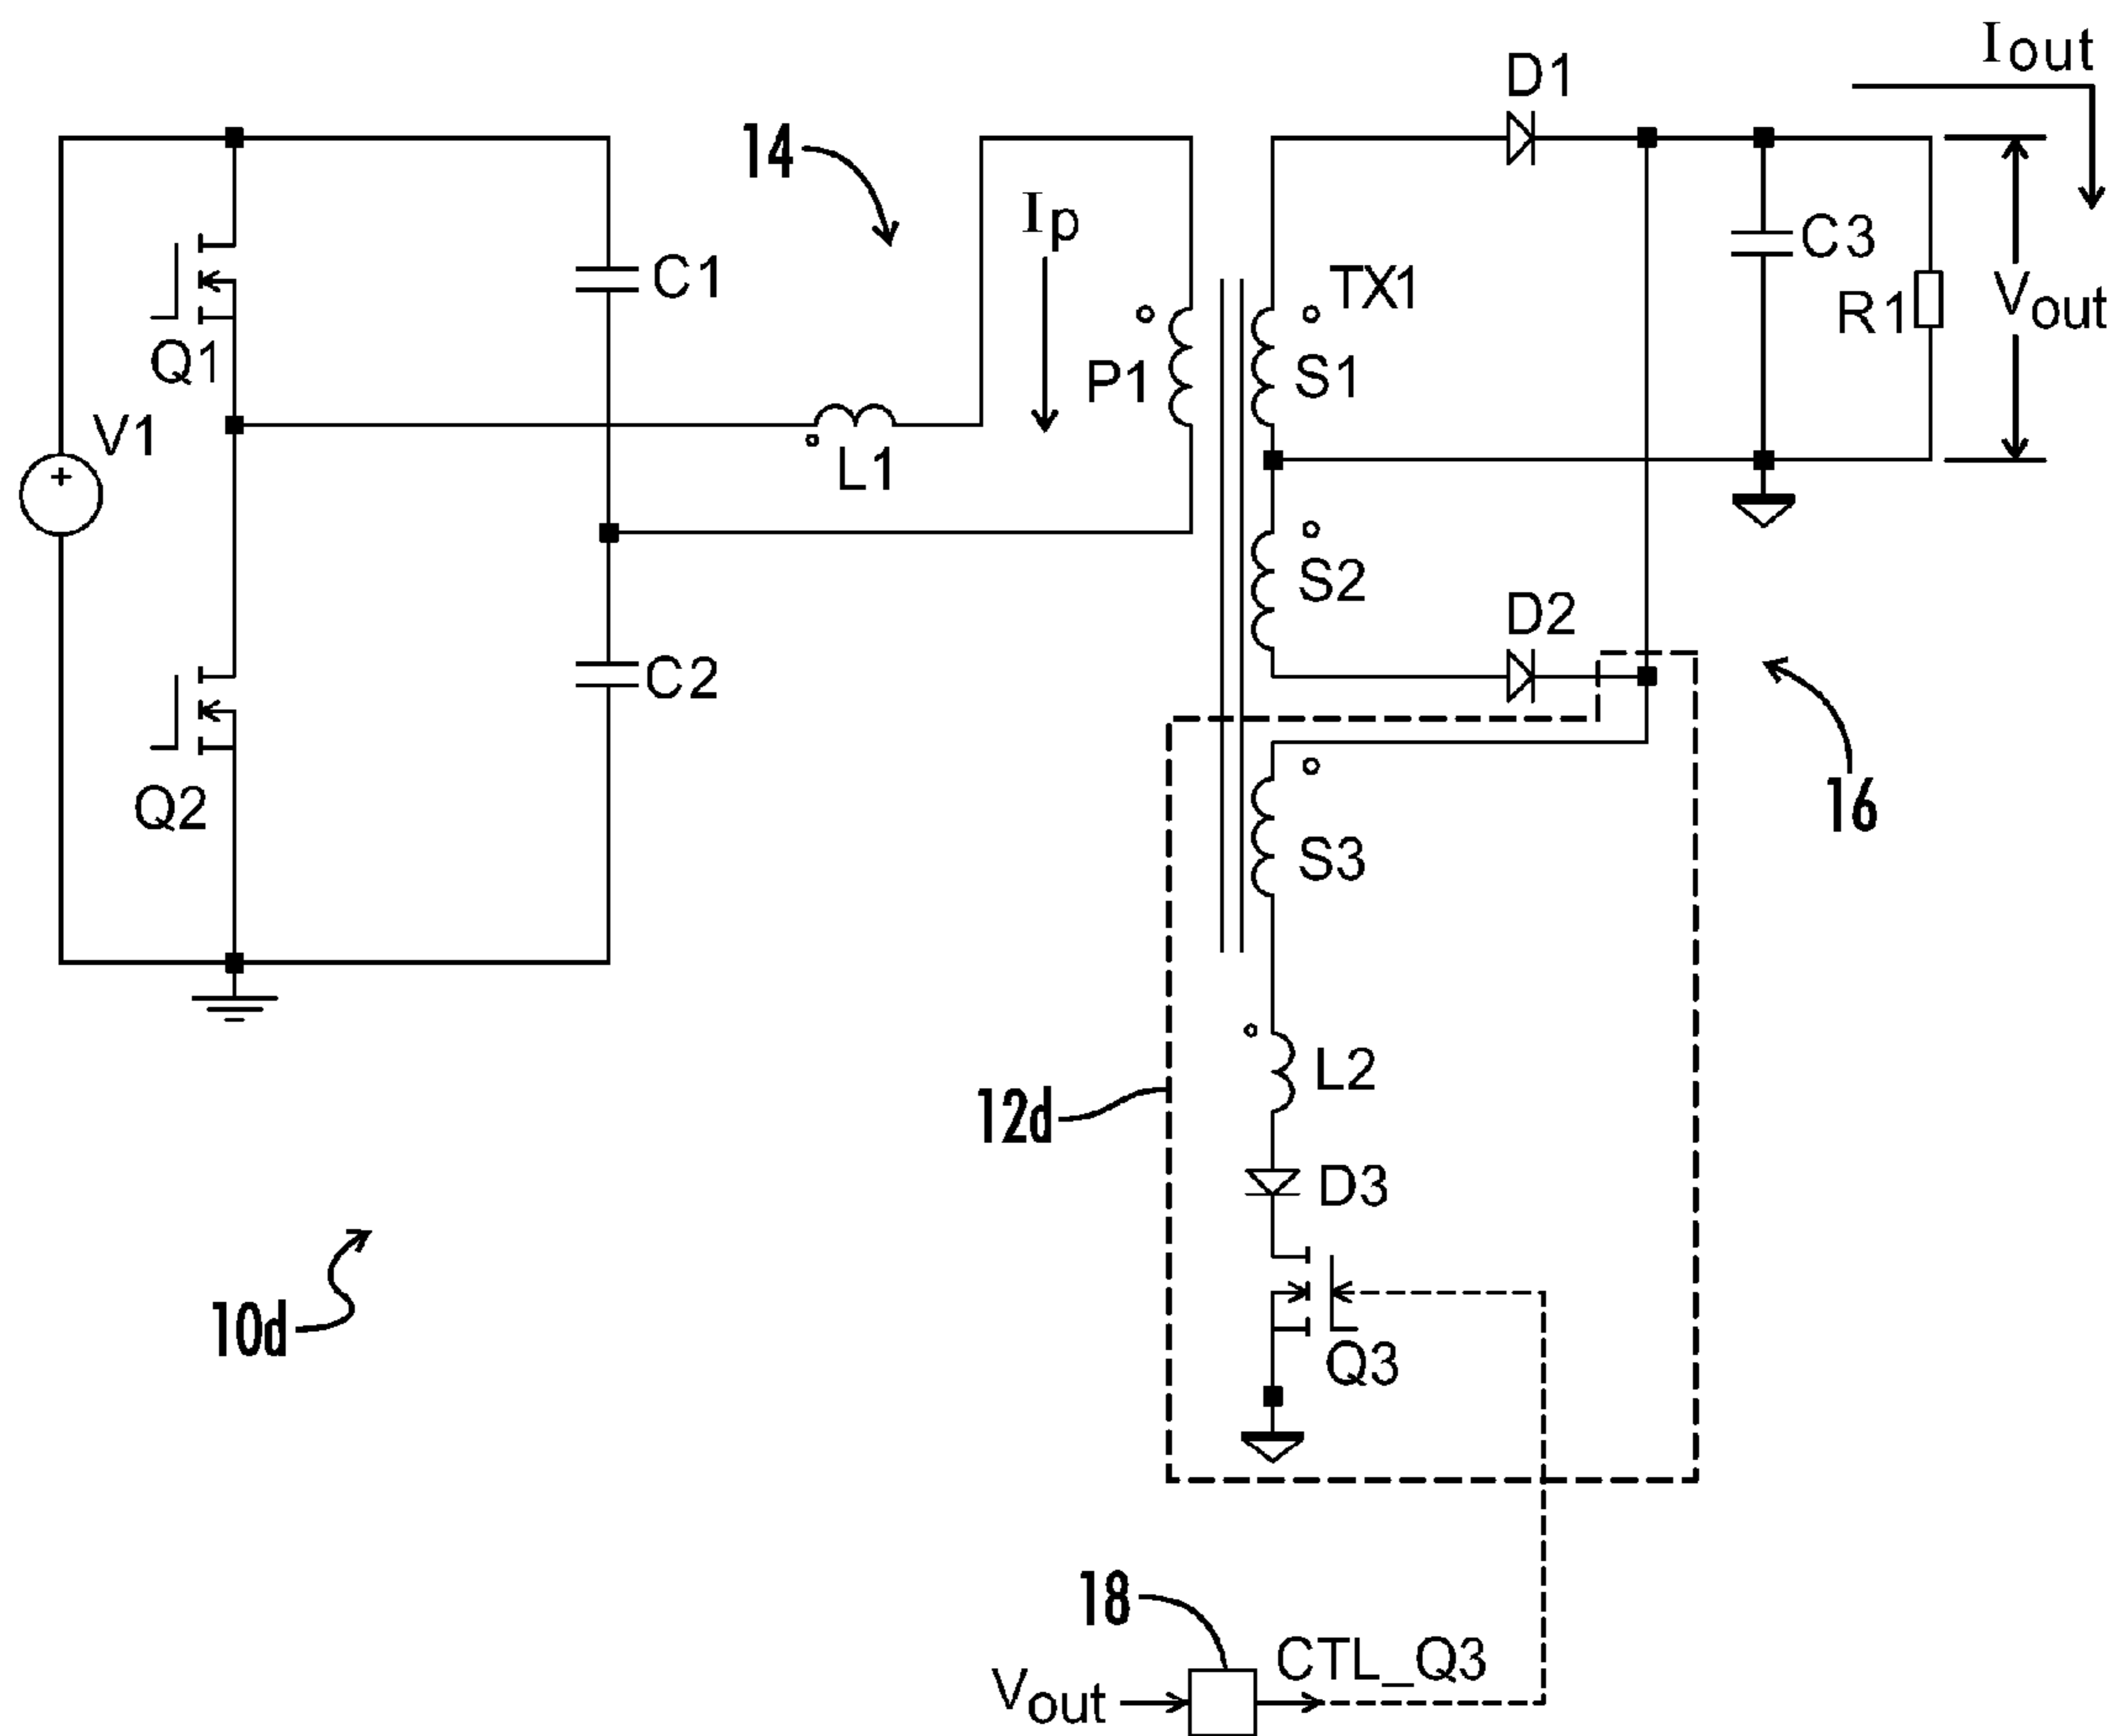 Iout
D1
14
Ip
C1
C3
TX1
R1
Vout
Q1
P1
S1
V1
L1
S2
D2
C2
Q2
16
S3
L2
12d
D3
10d
Q3
18
CTL_Q3
Vout